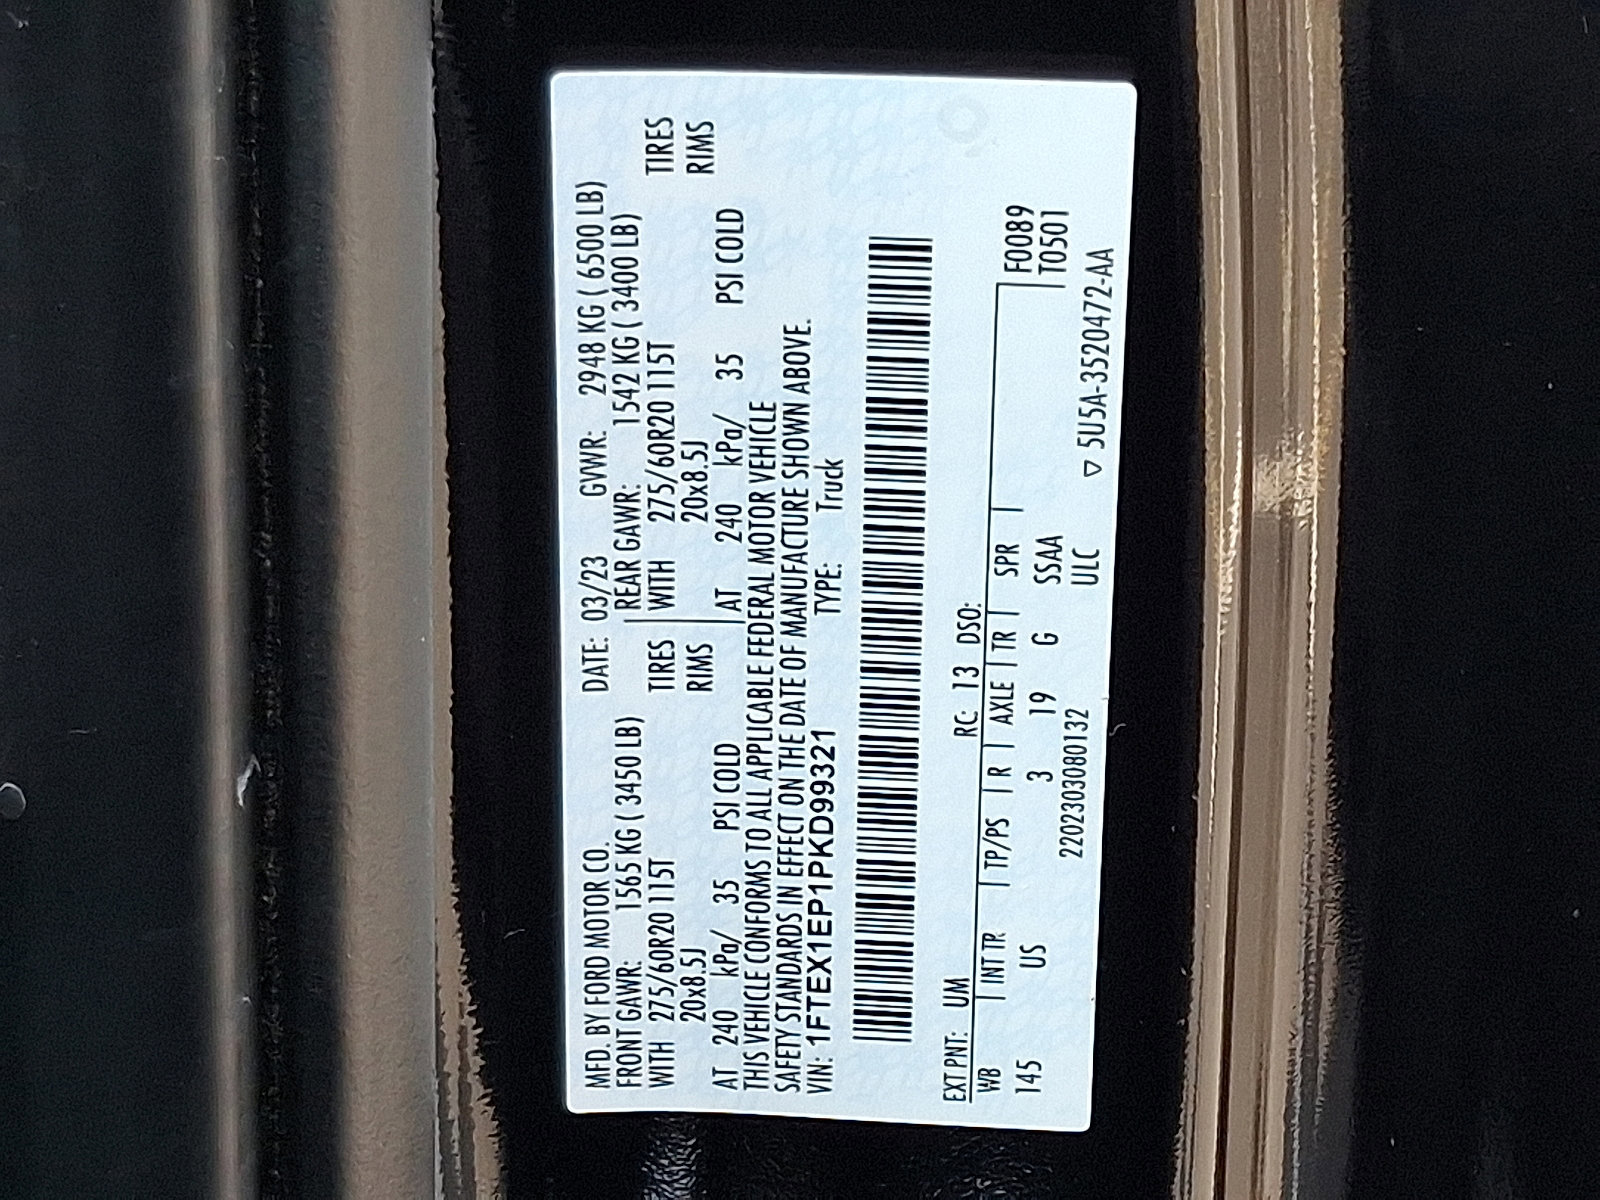 MFD. BY FORD MOTOR CO. DATE: 03/23 GVWR: 2948 KG ( 6500 LB)
FRONT GAWR: 1565 KG ( 3450 LB) REAR GAWR: 1542 KG ( 3400 LB)
WITH 275/60R20 115T TIRES WITH 275/60R20 115T TIRES
20x8.5J RIMS 20x8.5J RIMS
AT 240 kPa/ 35 PSI COLD AT 240 kPa/ 35 PSI COLD
THIS VEHICLE CONFORMS TO ALL APPLICABLE FEDERAL MOTOR VEHICLE
SAFETY STANDARDS IN EFFECT ON THE DATE OF MANUFACTURE SHOWN ABOVE.
VIN: 1FTEX1EP1PKD99321 TYPE: Truck
EXT PNT: UM RC: 13 DSO:
WB | INT TR | TP/PS | R | AXLE | TR | SPR | F0089
145 US 3 19 G SSAA T0501
2202303080132 ULC ▽ 5U5A-3520472-AA